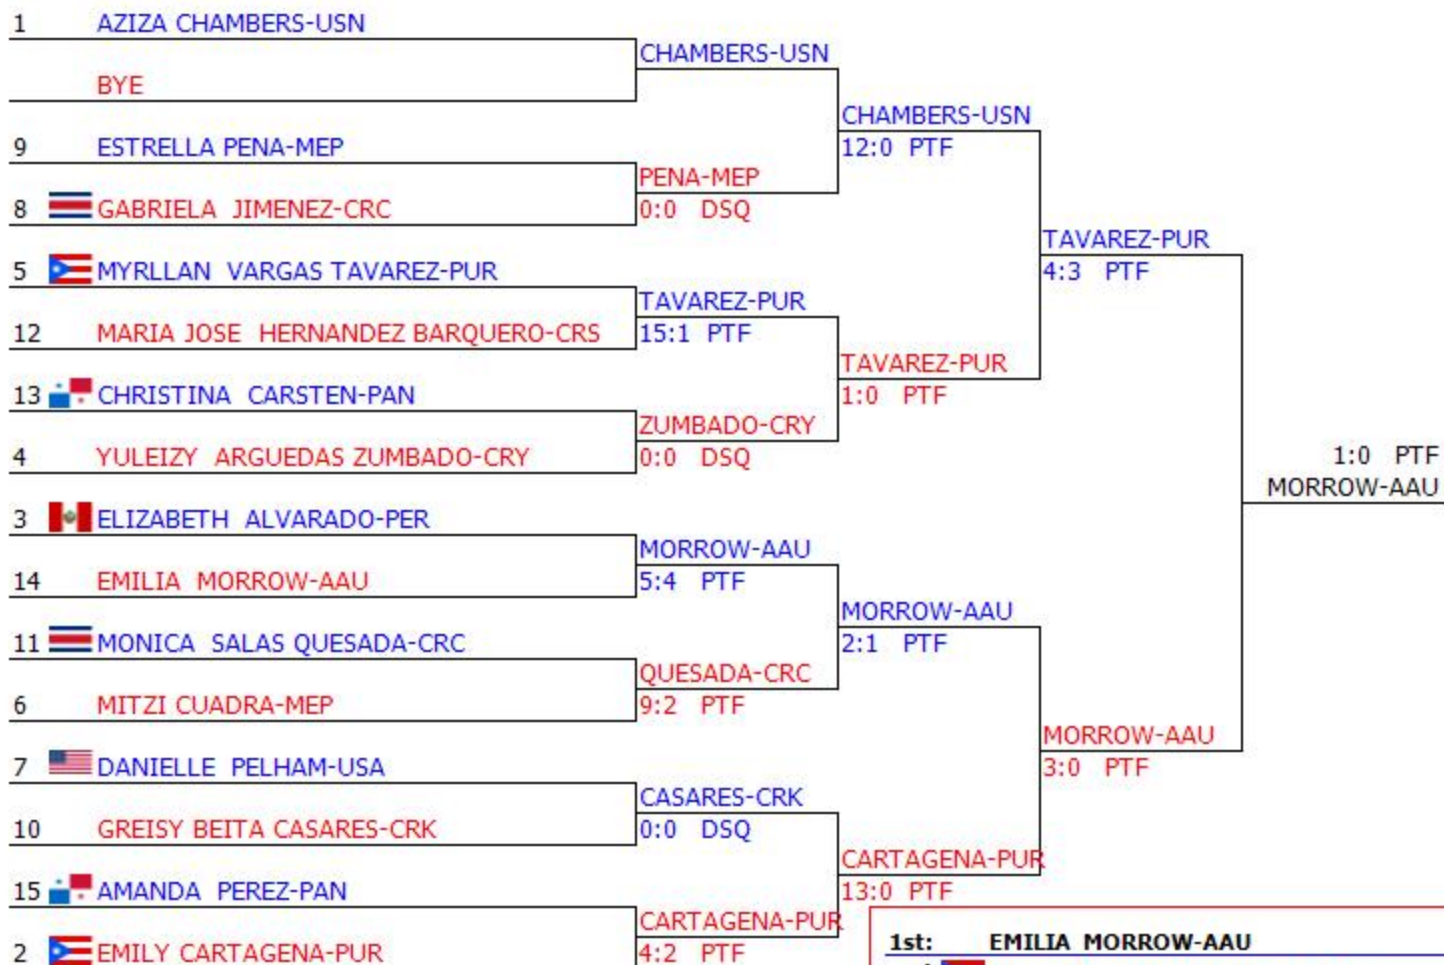 1 AZIZA CHAMBERS-USN
CHAMBERS-USN
BYE
CHAMBERS-USN
12:0 PTF
9 ESTRELLA PENA-MEP
PENA-MEP
0:0 DSQ
8 GABRIELA JIMENEZ-CRC
TAVAREZ-PUR
4:3 PTF
5 MYRLLAN VARGAS TAVAREZ-PUR
TAVAREZ-PUR
15:1 PTF
12 MARIA JOSE HERNANDEZ BARQUERO-CRS
TAVAREZ-PUR
1:0 PTF
13 CHRISTINA CARSTEN-PAN
ZUMBADO-CRY
0:0 DSQ
4 YULEIZY ARGUEDAS ZUMBADO-CRY
1:0 PTF
MORROW-AAU
3 ELIZABETH ALVARADO-PER
MORROW-AAU
5:4 PTF
14 EMILIA MORROW-AAU
MORROW-AAU
2:1 PTF
11 MONICA SALAS QUESADA-CRC
QUESADA-CRC
9:2 PTF
6 MITZI CUADRA-MEP
MORROW-AAU
3:0 PTF
7 DANIELLE PELHAM-USA
CASARES-CRK
0:0 DSQ
10 GREISY BEITA CASARES-CRK
CARTAGENA-PUR
13:0 PTF
15 AMANDA PEREZ-PAN
CARTAGENA-PUR
4:2 PTF
2 EMILY CARTAGENA-PUR
1st: EMILIA MORROW-AAU